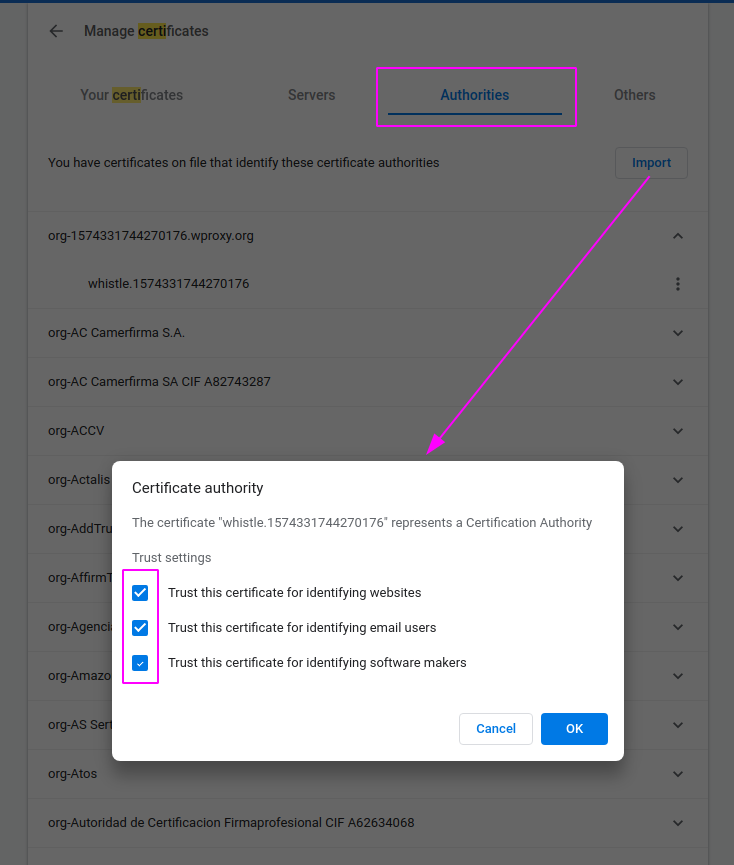 Manage certificates
Your certificates
Servers
Authorities
Others
You have certificates on file that identify these certificate authorities
Import
org-1574331744270176.wproxy.org
whistle.1574331744270176
org-AC Camerfirma S.A.
org-AC Camerfirma SA CIF A82743287
org-ACCV
org-Actalis
Certificate authority
The certificate "whistle.1574331744270176" represents a Certification Authority
org-AddTru
Trust settings
org-AffirmT
Trust this certificate for identifying websites
org-Agencia
Trust this certificate for identifying email users
org-Amazo
Trust this certificate for identifying software makers
org-AS Sert
Cancel
OK
org-Atos
org-Autoridad de Certificacion Firmaprofesional CIF A62634068